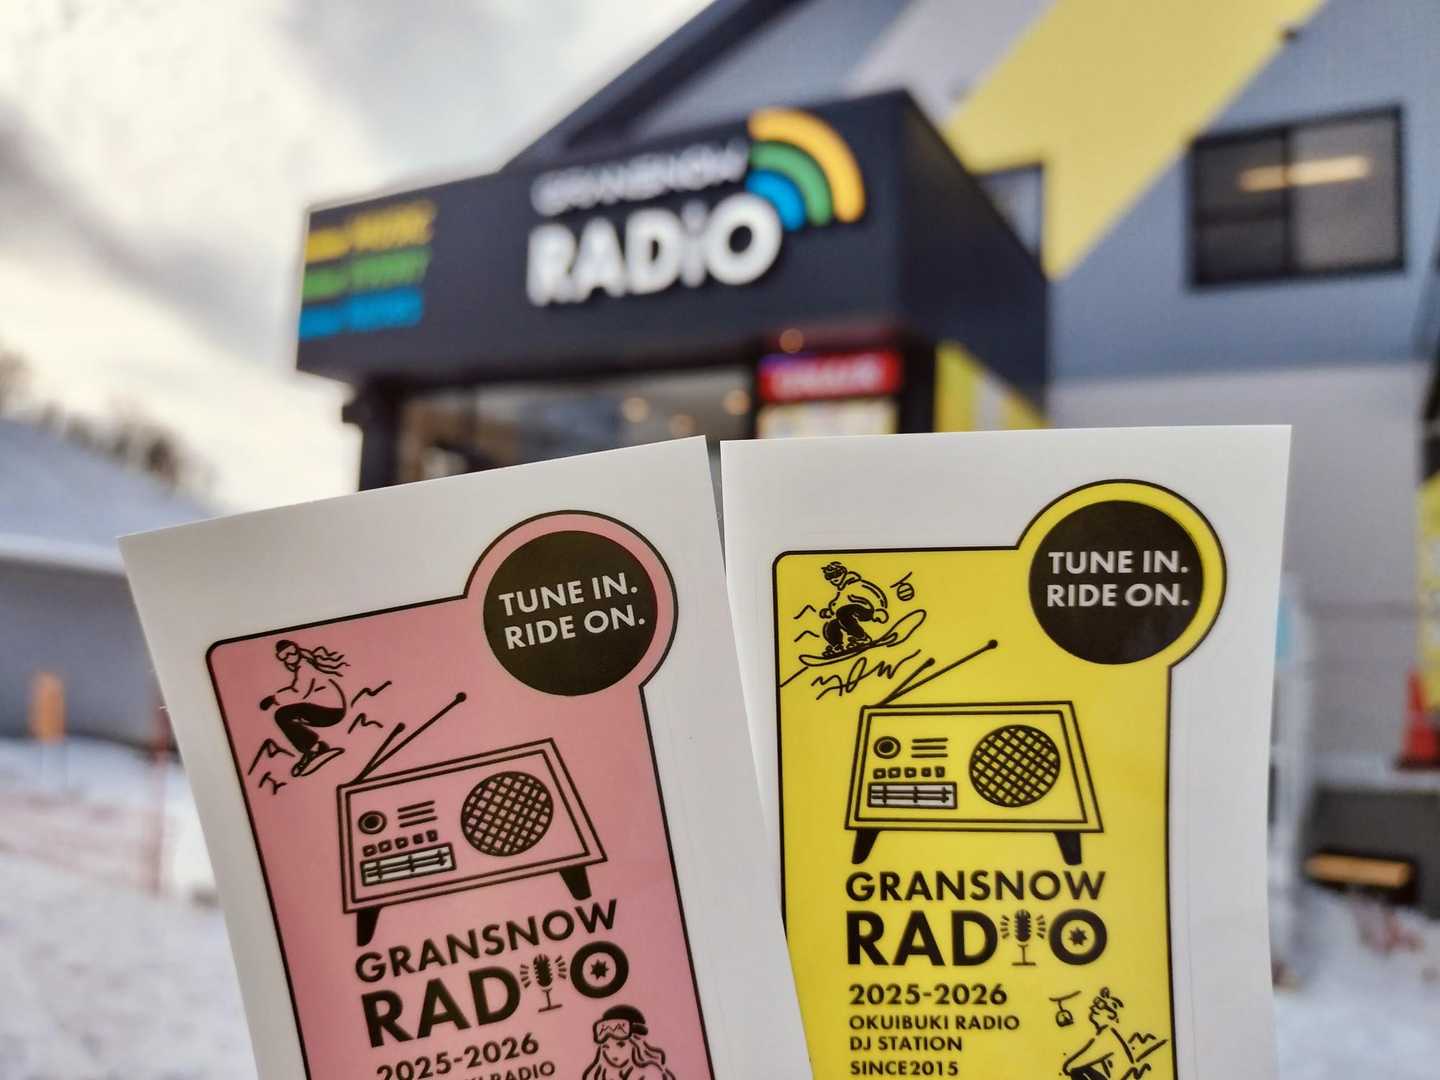 GRANSNOW
RADiO
TUNE IN.
RIDE ON.
GRANSNOW
RADIO
2025-2026
RADIO
TUNE IN.
RIDE ON.
GRANSNOW
RADIO
2025-2026
OKUIBUKI RADIO
DJ STATION
SINCE2015